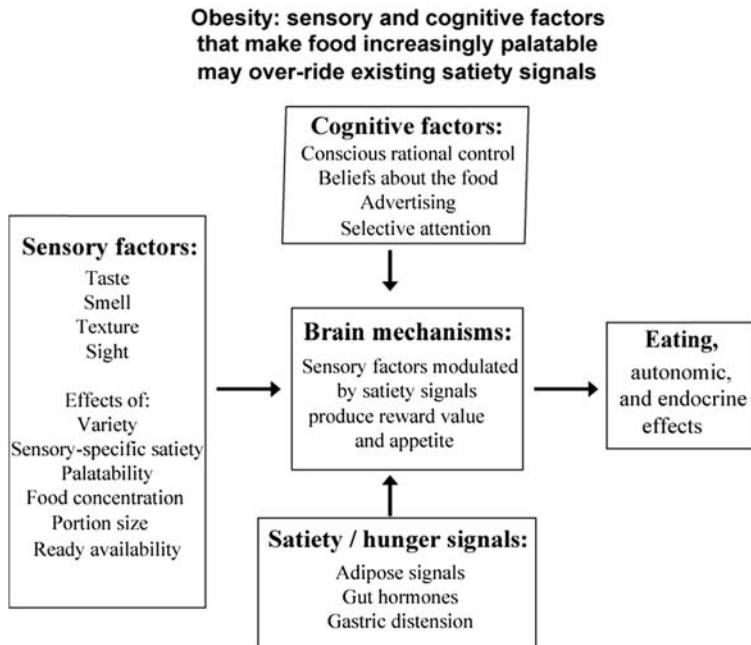 Obesity: sensory and cognitive factors
that make food increasingly palatable
may over-ride existing satiety signals
Cognitive factors:
Conscious rational control
Beliefs about the food
Advertising
Selective attention
Sensory factors:
Taste
Smell
Texture
Sight
Effects of:
Variety
Sensory-specific satiety
Palatability
Food concentration
Portion size
Ready availability
Brain mechanisms:
Sensory factors modulated
by satiety signals
produce reward value
and appetite
Eating,
autonomic,
and endocrine
effects
Satiety / hunger signals:
Adipose signals
Gut hormones
Gastric distension